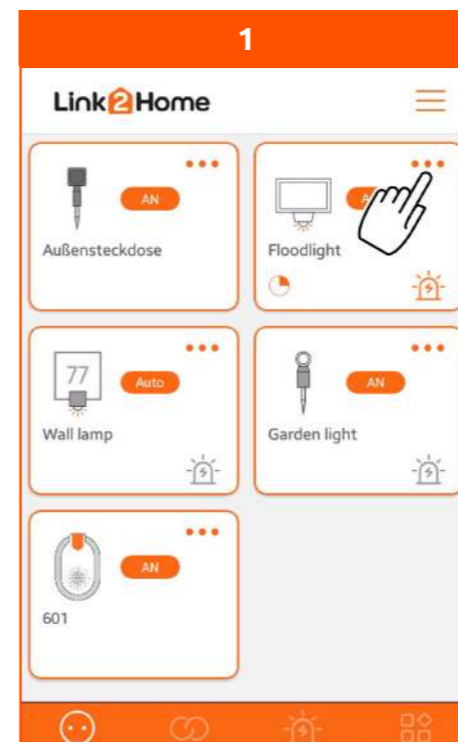 1
Link2Home
AN
Außensteckdose
Floodlight
77
Auto
Wall lamp
AN
Garden light
AN
601